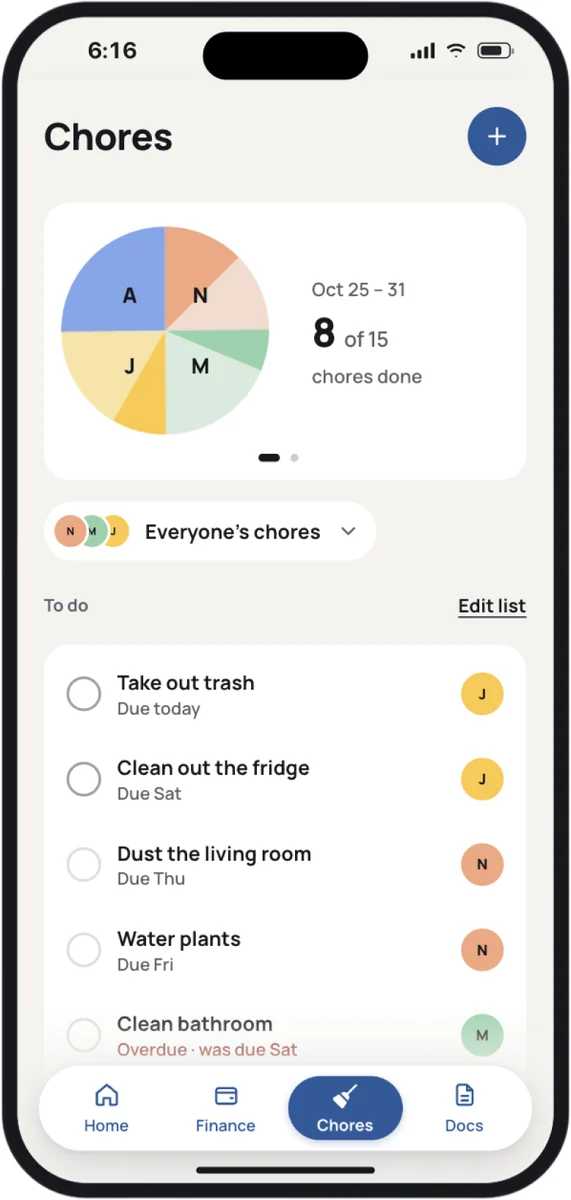 6:16
Chores
A
N
J
M
Oct 25 – 31
8 of 15
chores done
N M J Everyone's chores
To do
Edit list
Take out trash
Due today
J
Clean out the fridge
Due Sat
J
Dust the living room
Due Thu
N
Water plants
Due Fri
N
Clean bathroom
Overdue · was due Sat
M
Home
Finance
Chores
Docs